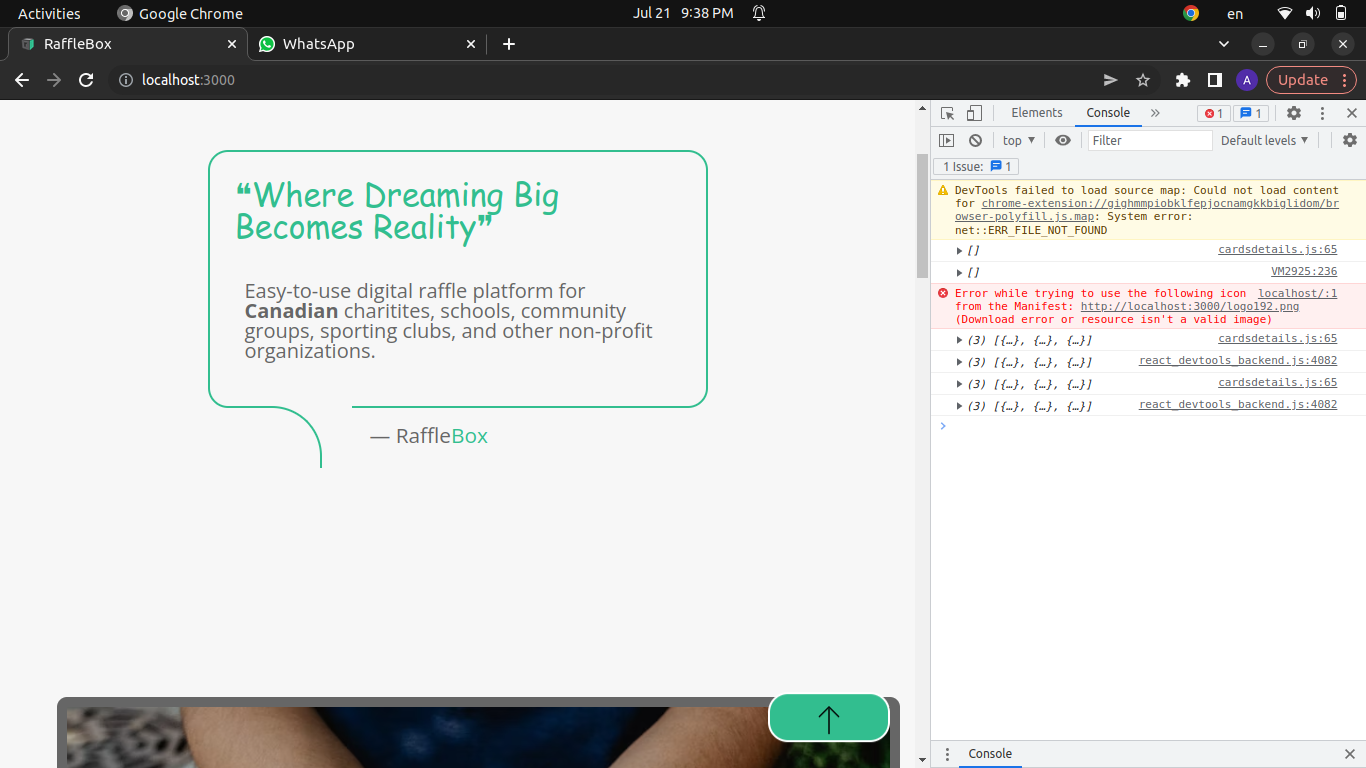 Activities
Google Chrome
Jul 21 9:38 PM
en
RaffleBox
WhatsApp
localhost:3000
A
Update
❝Where Dreaming Big
Becomes Reality❞
Easy-to-use digital raffle platform for
Canadian charitites, schools, community
groups, sporting clubs, and other non-profit
organizations.
— RaffleBox
Elements
Console
1
1
top
Filter
Default levels
1 Issue: 1
DevTools failed to load source map: Could not load content
for chrome-extension://gighmmpiobklfepjocnamgkkbiglidom/br
owser-polyfill.js.map: System error:
net::ERR_FILE_NOT_FOUND
[] cardsdetails.js:65
[] VM2925:236
Error while trying to use the following icon localhost/:1
from the Manifest: http://localhost:3000/logo192.png
(Download error or resource isn't a valid image)
(3) [{…}, {…}, {…}] cardsdetails.js:65
(3) [{…}, {…}, {…}] react_devtools_backend.js:4082
(3) [{…}, {…}, {…}] cardsdetails.js:65
(3) [{…}, {…}, {…}] react_devtools_backend.js:4082
Console